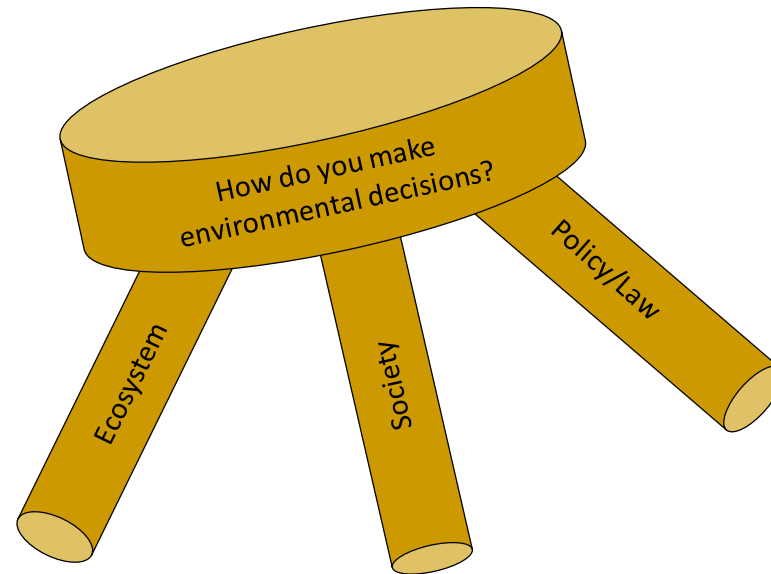 How do you make
environmental decisions?
Ecosystem
Society
Policy/Law